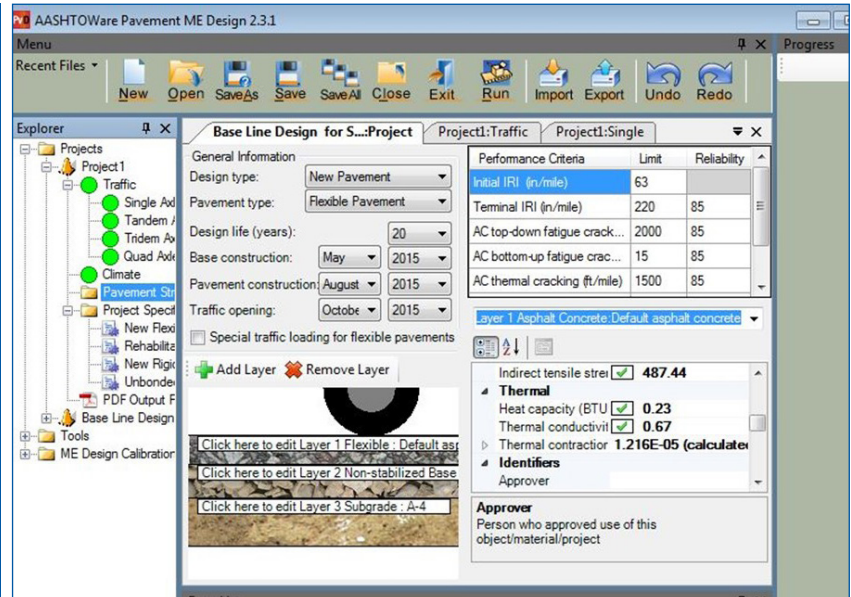 AASHTOWare Pavement ME Design 2.3.1
Menu
Progress
Recent Files
New Open SaveAs Save SaveAll Close Exit Run Import Export Undo Redo
Explorer
Projects
Project1
Traffic
Single Axl
Tandem A
Tridem Ax
Quad Axle
Climate
Pavement Str
Project Specif
New Flexi
Rehabilita
New Rigid
Unbonde
PDF Output F
Base Line Design
Tools
ME Design Calibration
Base Line Design for S...:Project Project1:Traffic Project1:Single
General Information
Design type: New Pavement
Pavement type: Flexible Pavement
Design life (years): 20
Base construction: May 2015
Pavement construction: August 2015
Traffic opening: Octobe 2015
Special traffic loading for flexible pavements
Add Layer Remove Layer
Click here to edit Layer 1 Flexible : Default asp
Click here to edit Layer 2 Non-stabilized Base
Click here to edit Layer 3 Subgrade : A-4
Performance Criteria Limit Reliability
Initial IRI (in/mile) 63
Terminal IRI (in/mile) 220 85
AC top-down fatigue crack... 2000 85
AC bottom-up fatigue crac... 15 85
AC thermal cracking (ft/mile) 1500 85
Layer 1 Asphalt Concrete:Default asphalt concrete
Indirect tensile stren 487.44
Thermal
Heat capacity (BTU 0.23
Thermal conductivit 0.67
Thermal contraction 1.216E-05 (calculated
Identifiers
Approver
Approver
Person who approved use of this
object/material/project